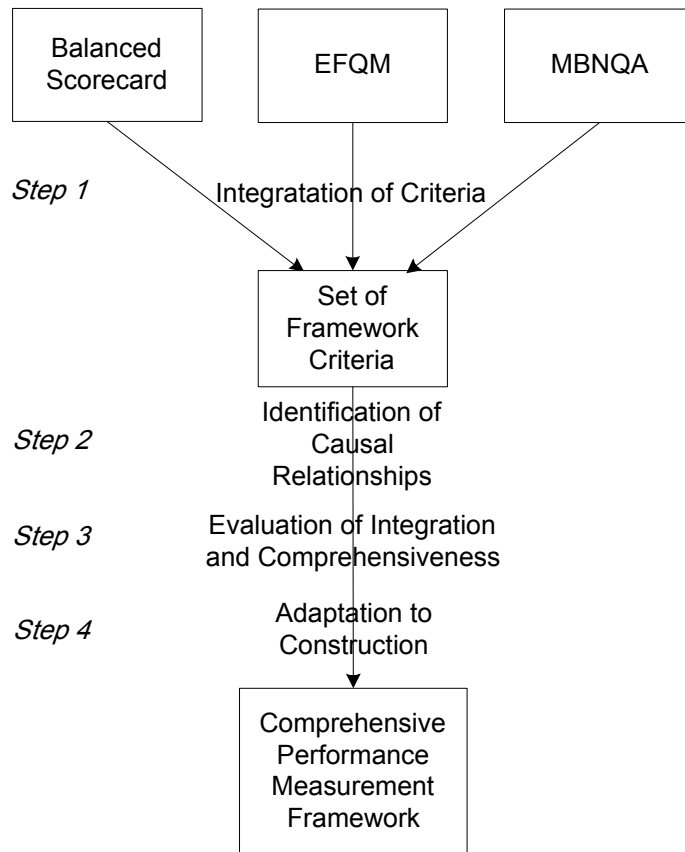 Balanced
Scorecard
EFQM
MBNQA
Step 1
Integratation of Criteria
Set of
Framework
Criteria
Step 2
Identification of
Causal
Relationships
Step 3
Evaluation of Integration
and Comprehensiveness
Step 4
Adaptation to
Construction
Comprehensive
Performance
Measurement
Framework